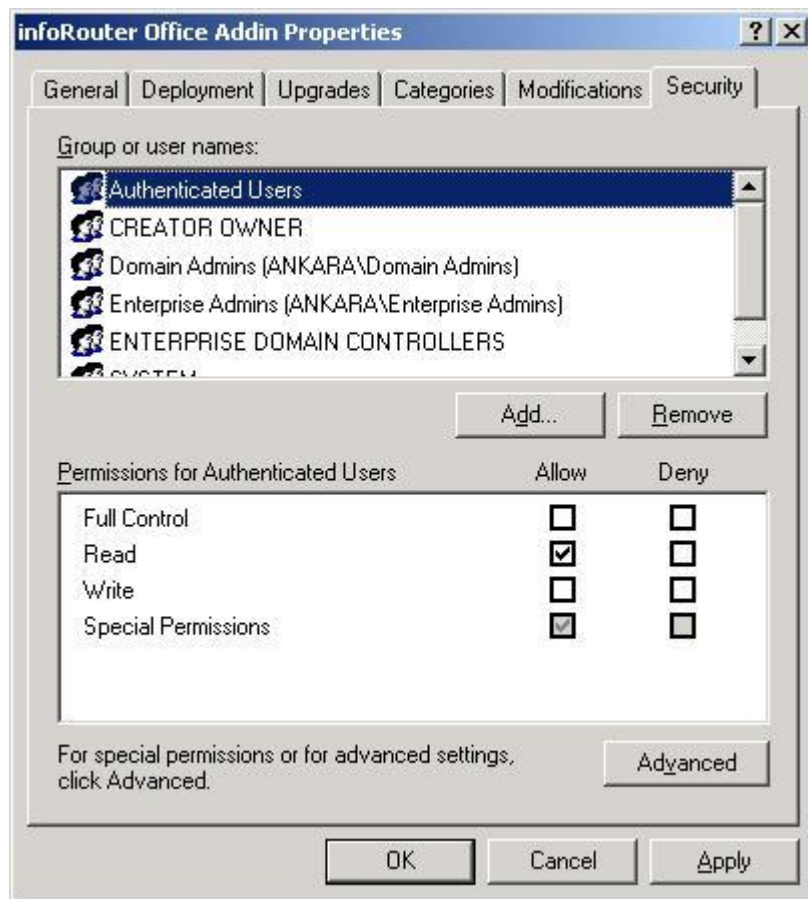 infoRouter Office Addin Properties
General Deployment Upgrades Categories Modifications Security
Group or user names:
Authenticated Users
CREATOR OWNER
Domain Admins (ANKARA\Domain Admins)
Enterprise Admins (ANKARA\Enterprise Admins)
ENTERPRISE DOMAIN CONTROLLERS
SYSTEM
Add... Remove
Permissions for Authenticated Users Allow Deny
Full Control
Read
Write
Special Permissions
For special permissions or for advanced settings,
click Advanced.
Advanced
OK Cancel Apply